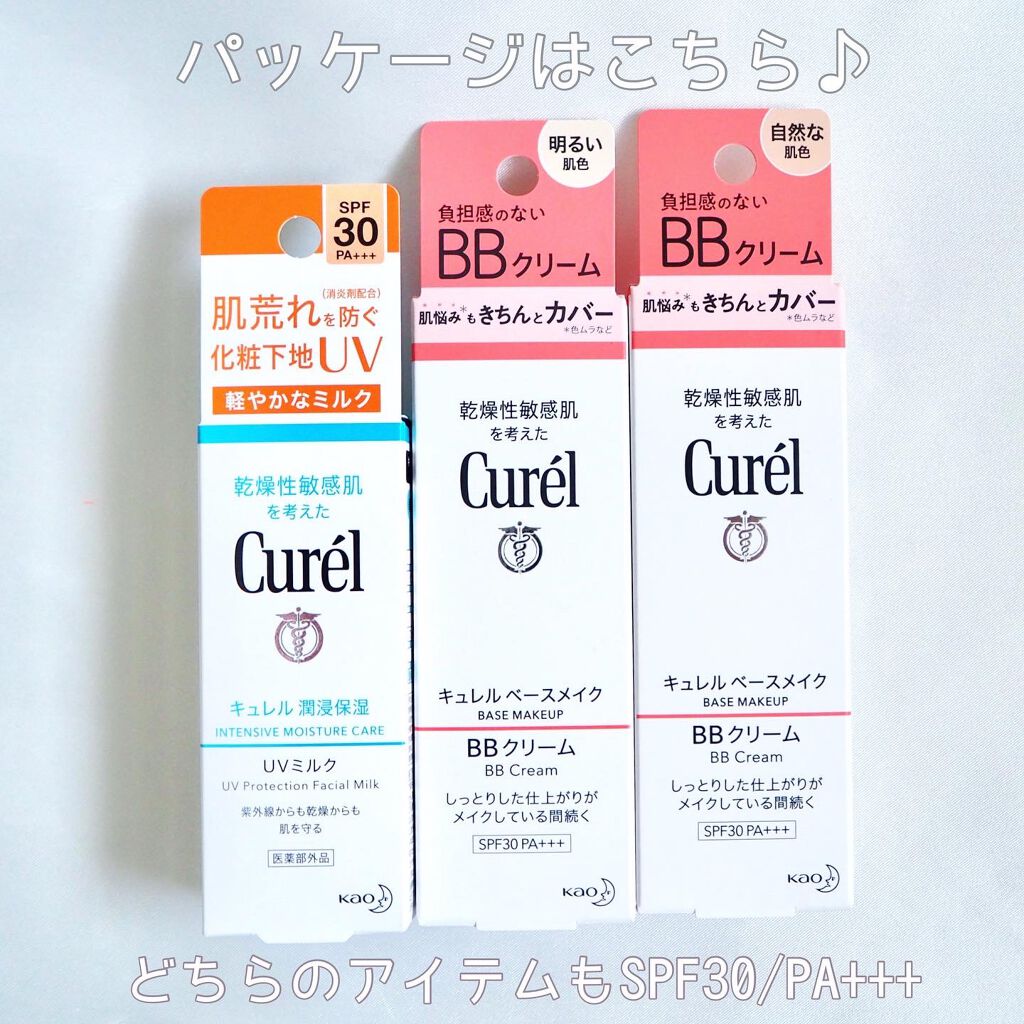 パッケージはこちら♪
SPF
30
PA+++
(消炎剤配合)
肌荒れを防ぐ
化粧下地UV
軽やかなミルク
乾燥性敏感肌
を考えた
Curél
キュレル 潤浸保湿
INTENSIVE MOISTURE CARE
UVミルク
UV Protection Facial Milk
紫外線からも乾燥からも
肌を守る
医薬部外品
Kao
明るい
肌色
負担感のない
BBクリーム
肌悩み*もきちんとカバー
*色ムラなど
乾燥性敏感肌
を考えた
Curél
キュレル ベースメイク
BASE MAKEUP
BBクリーム
BB Cream
しっとりした仕上がりが
メイクしている間続く
SPF30 PA+++
Kao
自然な
肌色
負担感のない
BBクリーム
肌悩み*もきちんとカバー
*色ムラなど
乾燥性敏感肌
を考えた
Curél
キュレル ベースメイク
BASE MAKEUP
BBクリーム
BB Cream
しっとりした仕上がりが
メイクしている間続く
SPF30 PA+++
Kao
どちらのアイテムもSPF30/PA+++